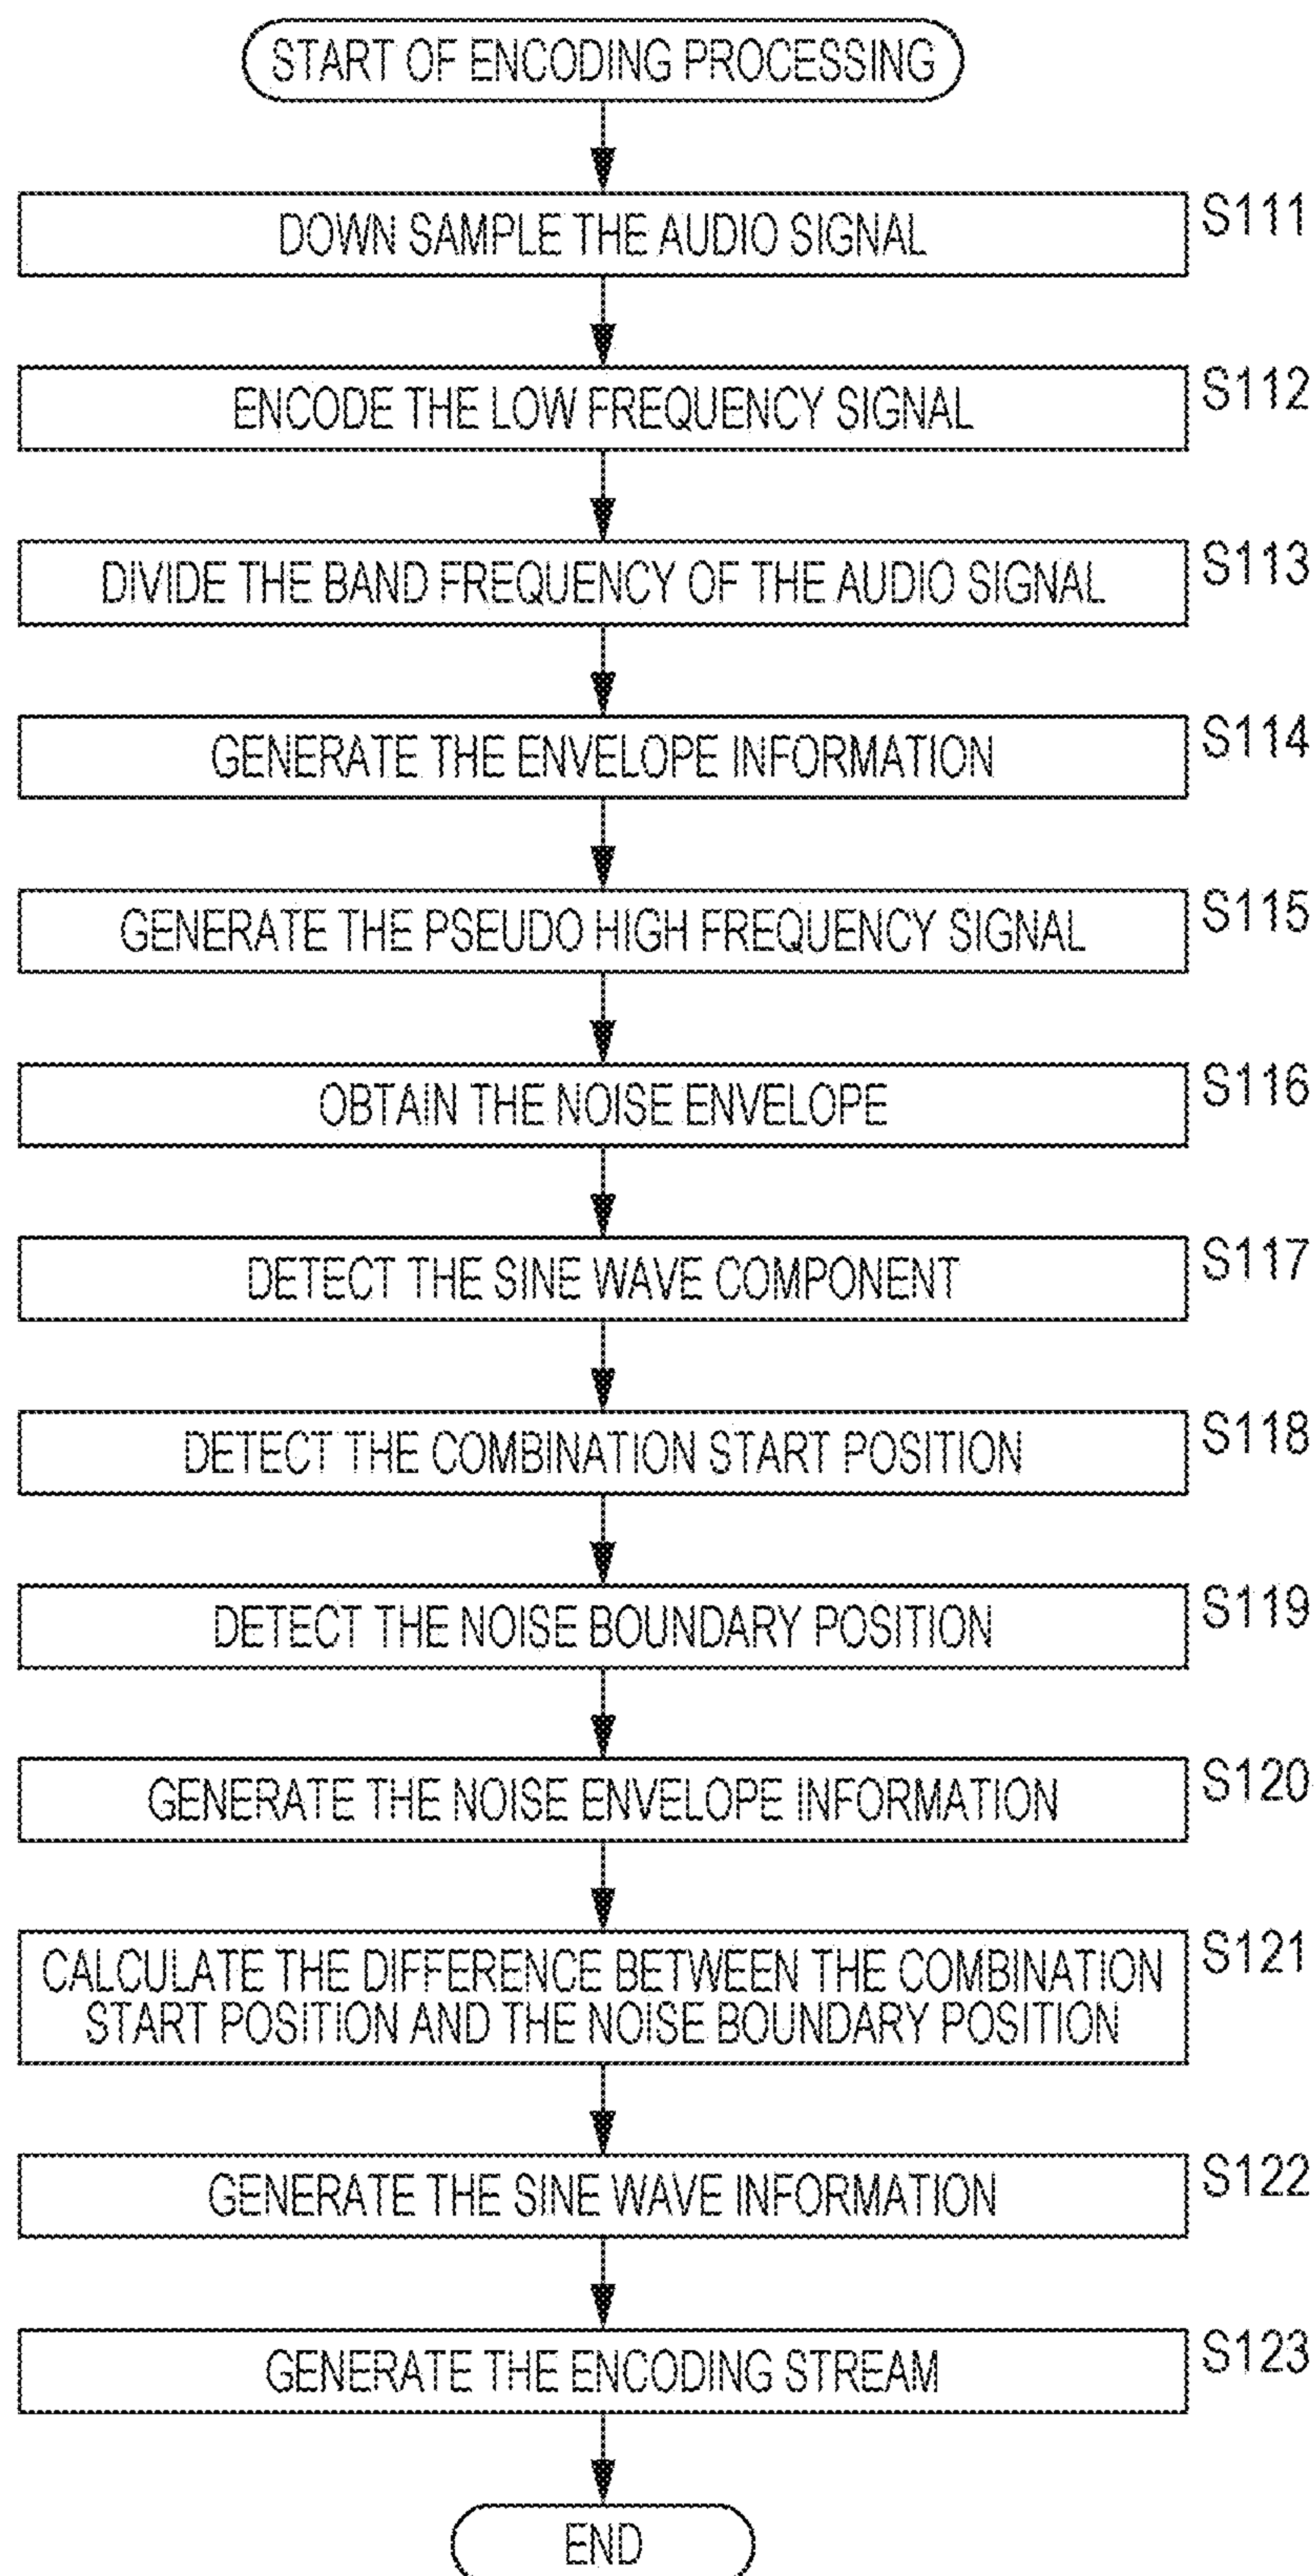 START OF ENCODING PROCESSING
DOWN SAMPLE THE AUDIO SIGNAL
S111
ENCODE THE LOW FREQUENCY SIGNAL
S112
DIVIDE THE BAND FREQUENCY OF THE AUDIO SIGNAL
S113
GENERATE THE ENVELOPE INFORMATION
S114
GENERATE THE PSEUDO HIGH FREQUENCY SIGNAL
S115
OBTAIN THE NOISE ENVELOPE
S116
DETECT THE SINE WAVE COMPONENT
S117
DETECT THE COMBINATION START POSITION
S118
DETECT THE NOISE BOUNDARY POSITION
S119
GENERATE THE NOISE ENVELOPE INFORMATION
S120
CALCULATE THE DIFFERENCE BETWEEN THE COMBINATION
START POSITION AND THE NOISE BOUNDARY POSITION
S121
GENERATE THE SINE WAVE INFORMATION
S122
GENERATE THE ENCODING STREAM
S123
END